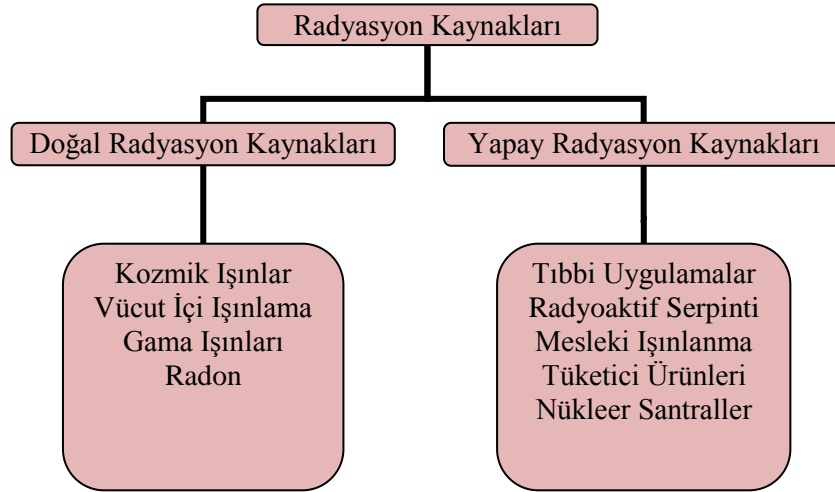 Radyasyon Kaynakları
Doğal Radyasyon Kaynakları
Yapay Radyasyon Kaynakları
Kozmik Işınlar
Vücut İçi Işınlama
Gama Işınları
Radon
Tıbbi Uygulamalar
Radyoaktif Serpinti
Mesleki Işınlanma
Tüketici Ürünleri
Nükleer Santraller